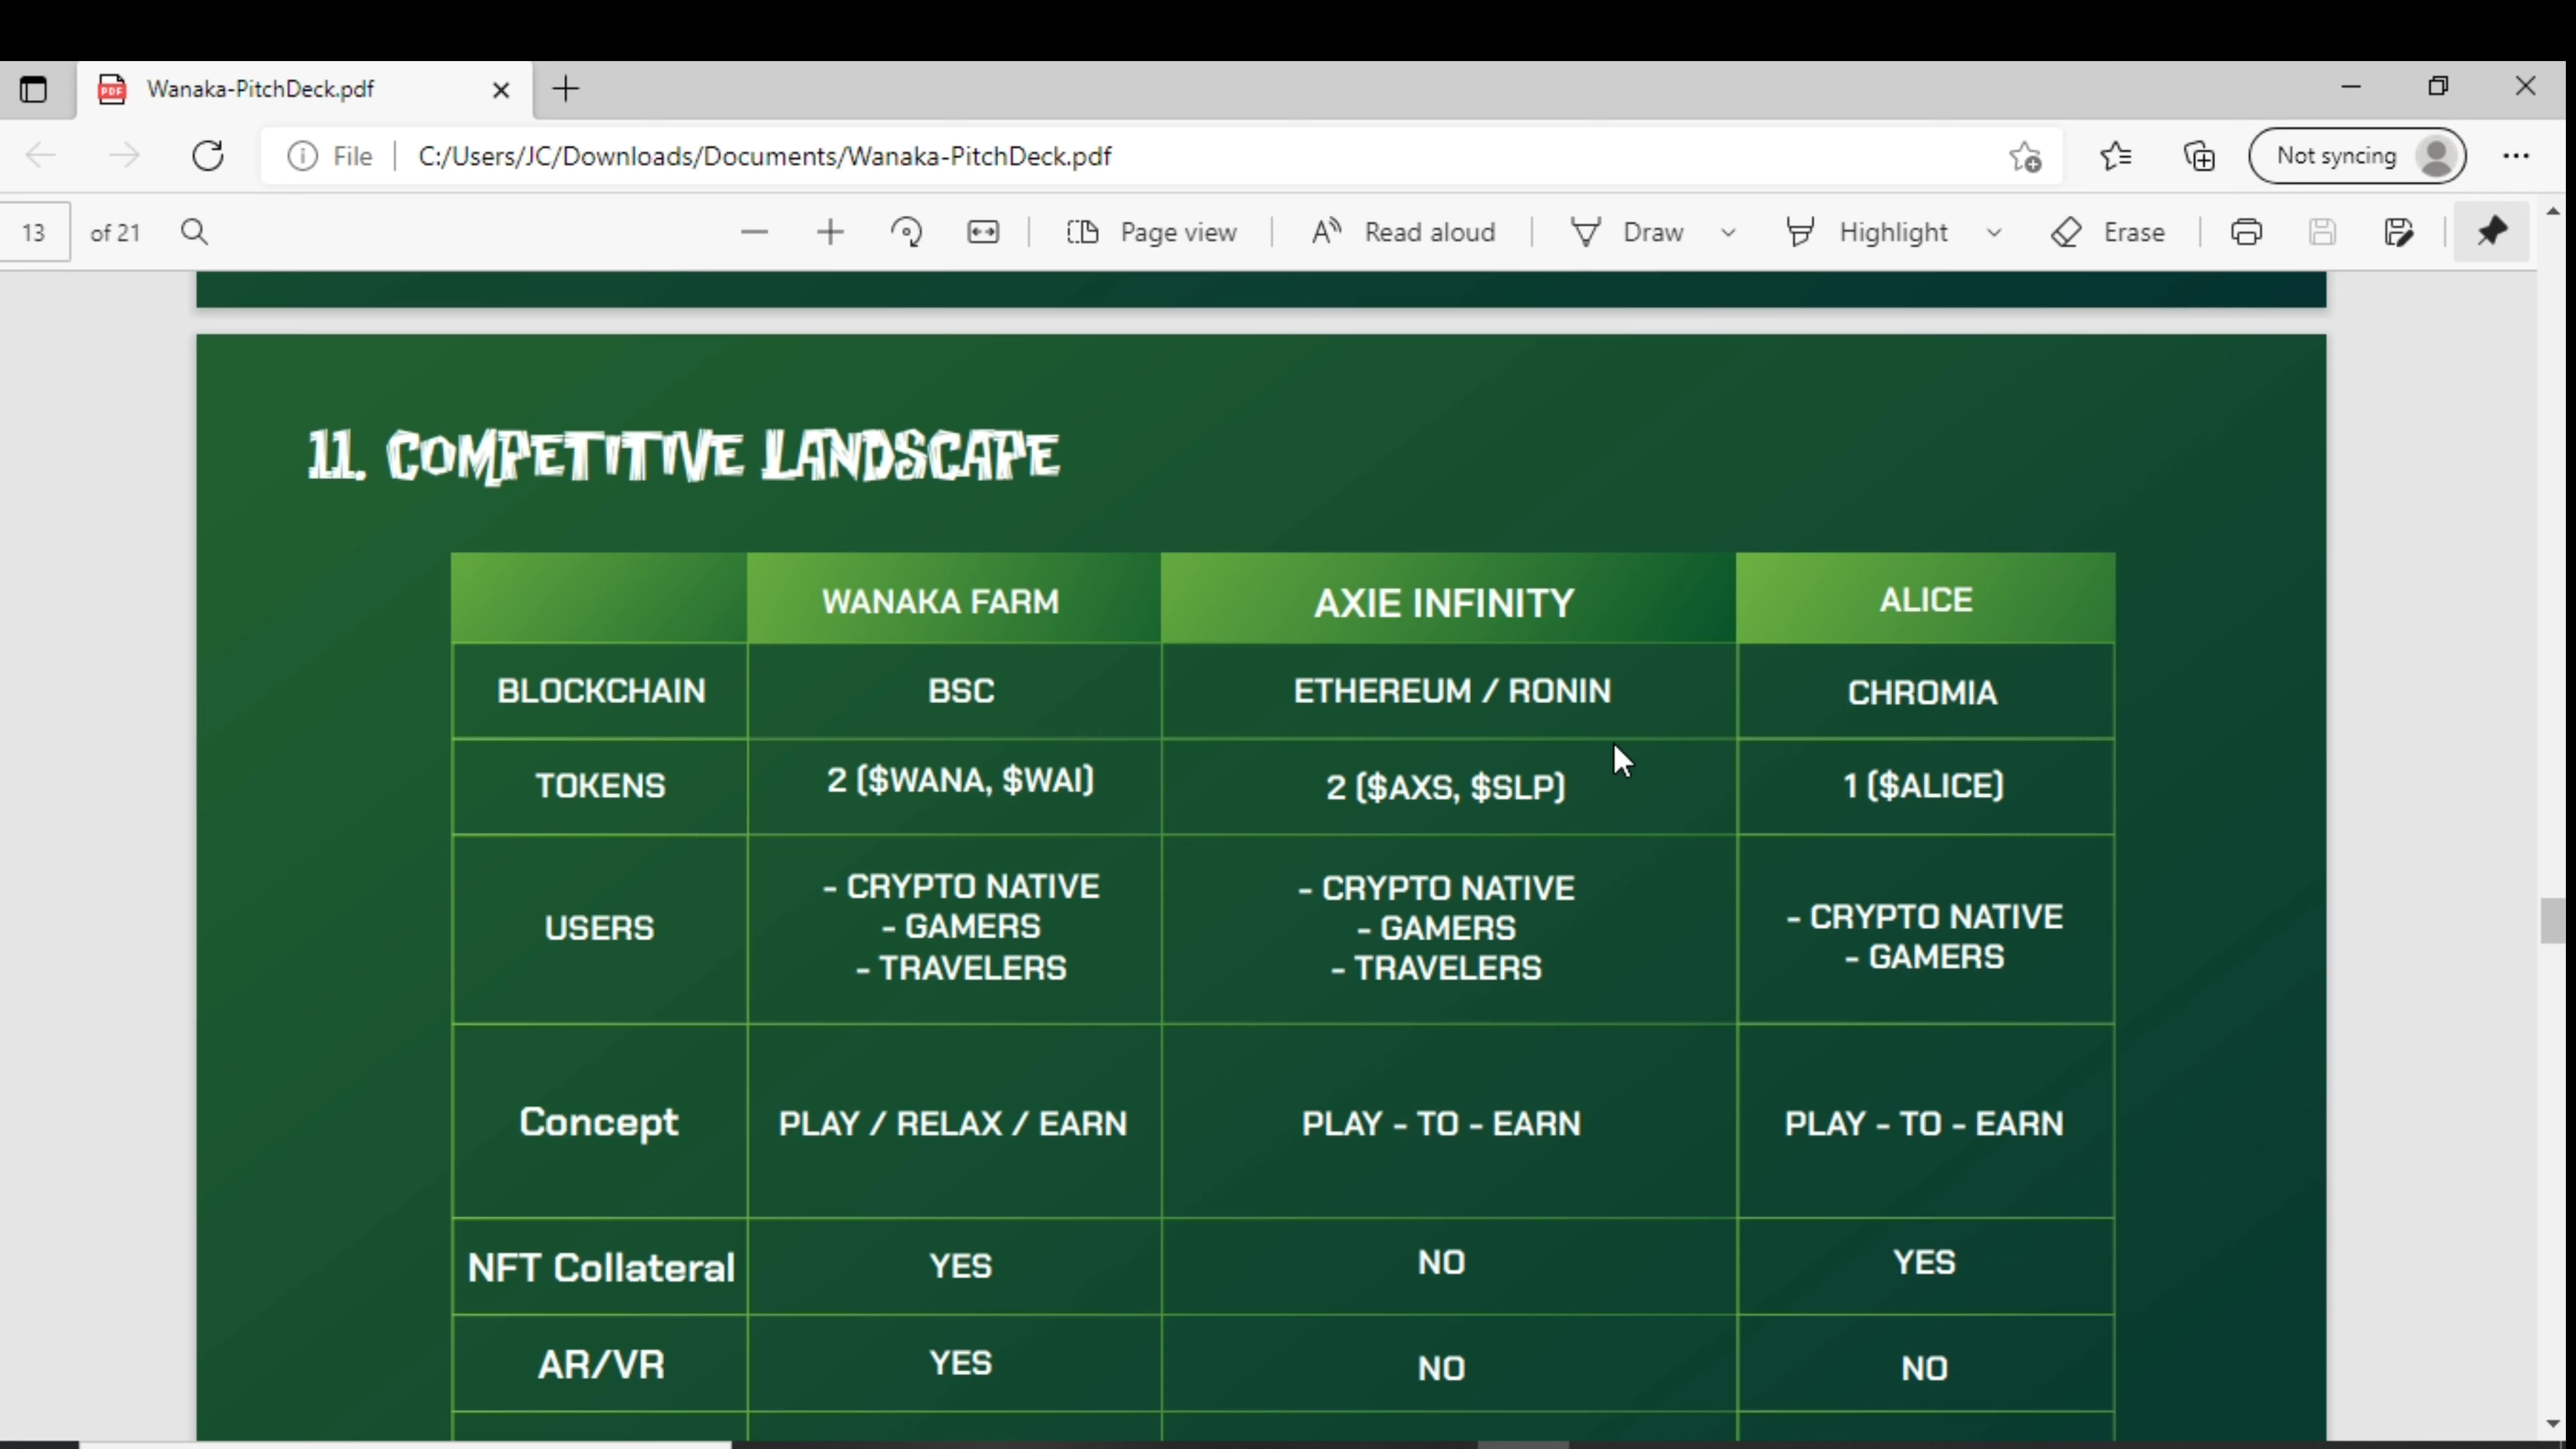 Wanaka-PitchDeck.pdf
File
C:/Users/JC/Downloads/Documents/Wanaka-PitchDeck.pdf
Not syncing
13 of 21
Page view
Read aloud
Draw
Highlight
Erase
11. COMPETITIVE LANDSCAPE
WANAKA FARM AXIE INFINITY ALICE
BLOCKCHAIN BSC ETHEREUM / RONIN CHROMIA
TOKENS 2 ($WANA, $WAI) 2 ($AXS, $SLP) 1 ($ALICE)
USERS
- CRYPTO NATIVE
- GAMERS
- TRAVELERS
- CRYPTO NATIVE
- GAMERS
- TRAVELERS
- CRYPTO NATIVE
- GAMERS
Concept PLAY / RELAX / EARN PLAY - TO - EARN PLAY - TO - EARN
NFT Collateral YES NO YES
AR/VR YES NO NO